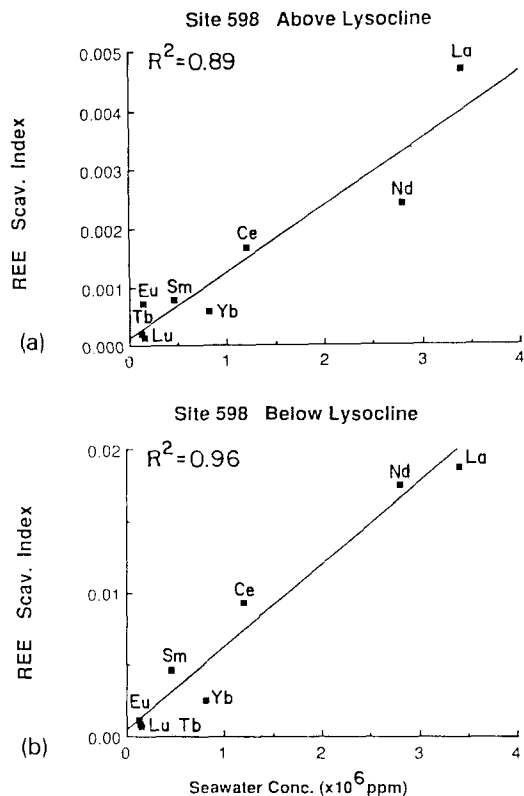 Site 598 Above Lysocline
R²=0.89
REE Scav. Index
0.005
0.004
0.003
0.002
0.001
0.000
La
Nd
Ce
Eu
Sm
Tb
Yb
Lu
(a)
0 1 2 3 4
Site 598 Below Lysocline
R²=0.96
REE Scav. Index
0.02
0.01
0.00
Nd
La
Ce
Sm
Eu
Yb
Lu Tb
(b)
0 1 2 3 4
Seawater Conc. (x10⁶ppm)